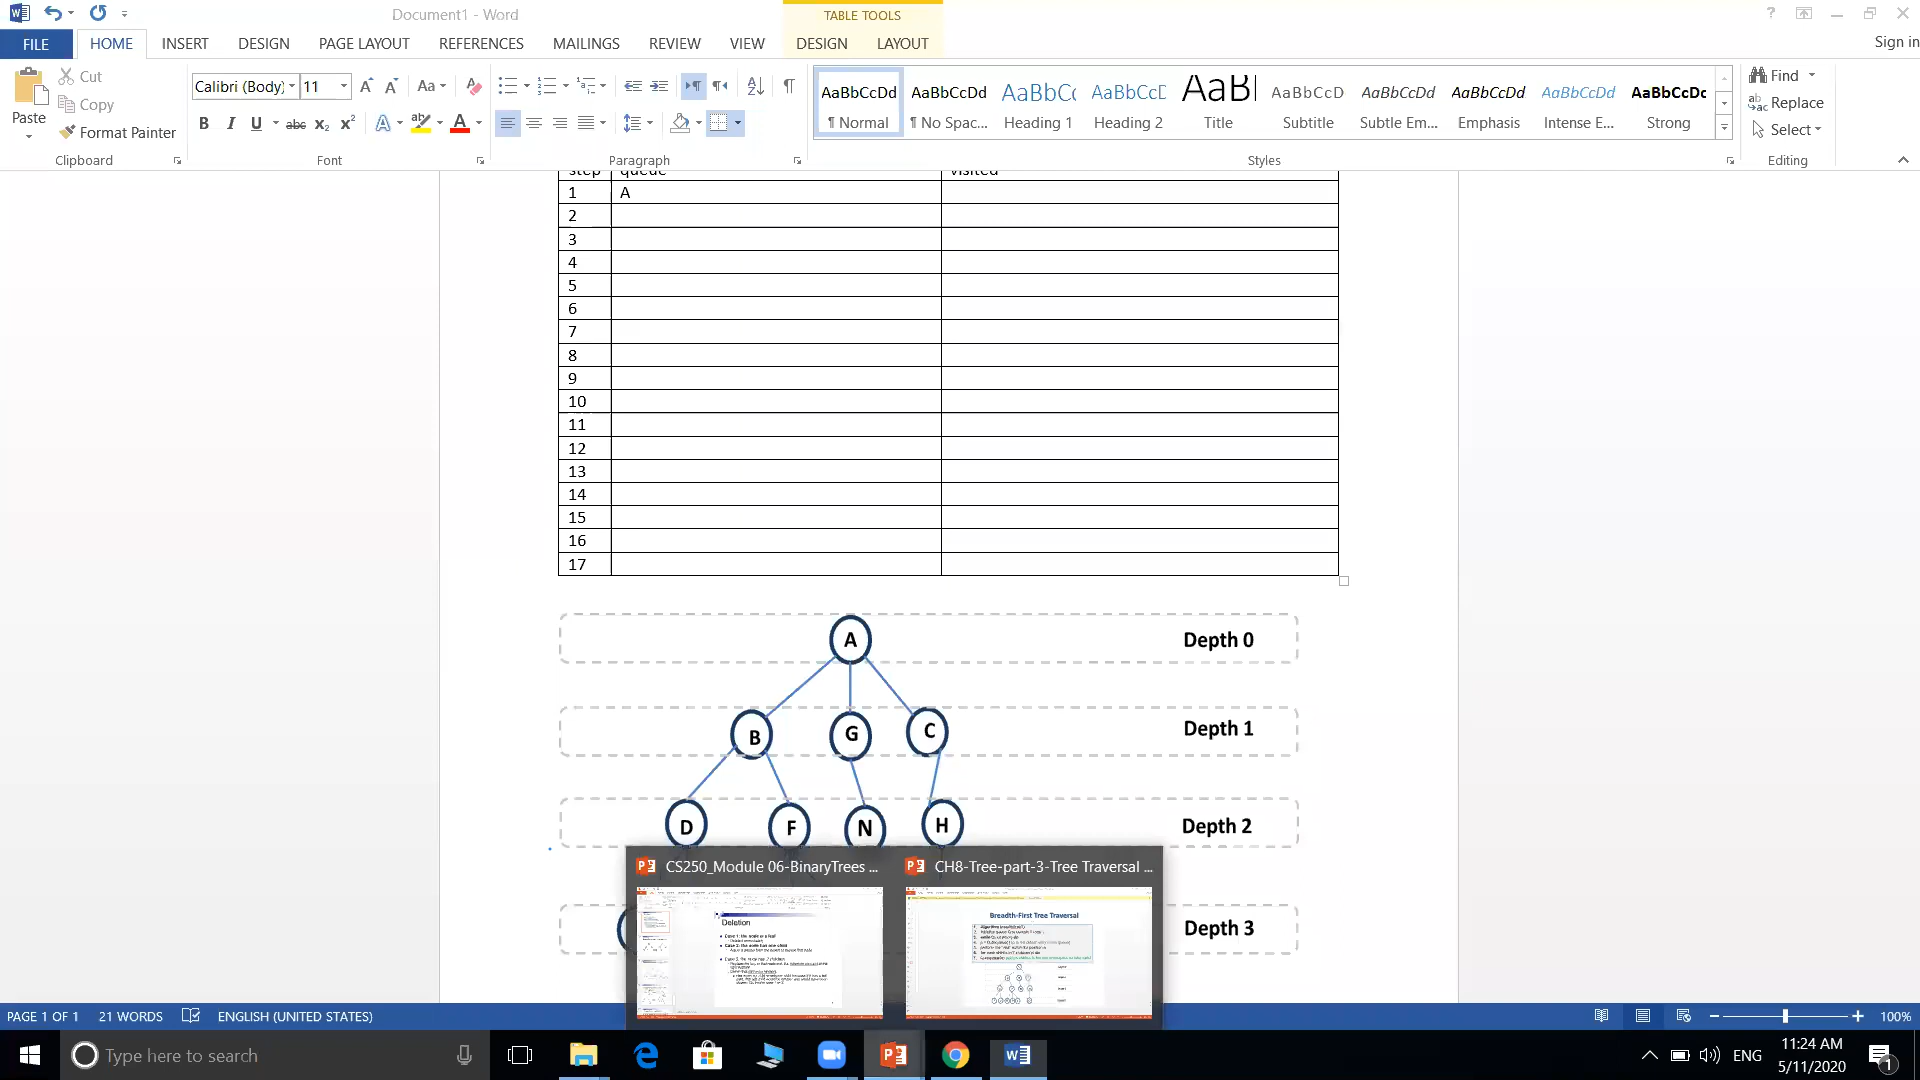 Document1 - Word
TABLE TOOLS
FILE HOME INSERT DESIGN PAGE LAYOUT REFERENCES MAILINGS REVIEW VIEW DESIGN LAYOUT
Sign in
Paste
Cut
Copy
Format Painter
Clipboard
Calibri (Body) 11
Font
Paragraph
AaBbCcDd AaBbCcDd AaBbCc AaBbCcD AaB AaBbCcD AaBbCcDd AaBbCcDd AaBbCcDd AaBbCcDc
¶ Normal ¶ No Spac... Heading 1 Heading 2 Title Subtitle Subtle Em... Emphasis Intense E... Strong
Styles
Find
Replace
Select
Editing
step queue visited
1 A
2
3
4
5
6
7
8
9
10
11
12
13
14
15
16
17
A Depth 0
B G C Depth 1
D F N H Depth 2
Depth 3
CS250_Module 06-BinaryTrees ...
Deletion
CH8-Tree-part-3-Tree Traversal ...
Breadth-First Tree Traversal
PAGE 1 OF 1 21 WORDS ENGLISH (UNITED STATES) 100%
Type here to search
ENG
11:24 AM
5/11/2020
1